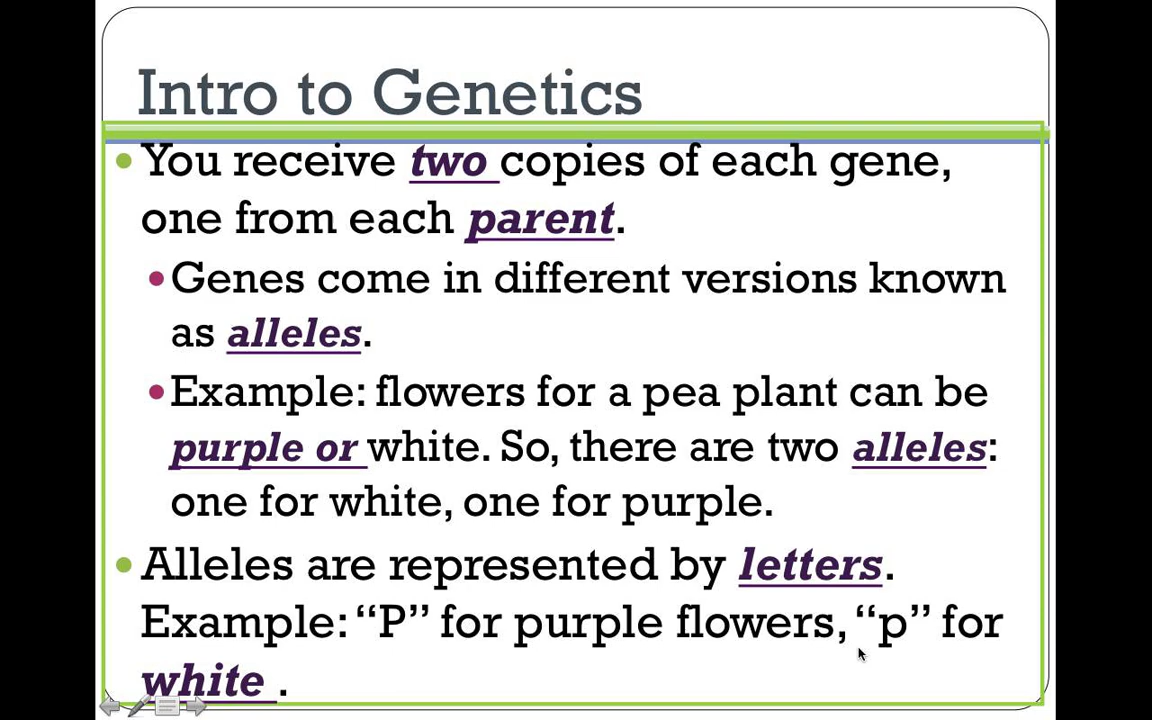 Intro to Genetics
You receive two copies of each gene,
one from each parent.
Genes come in different versions known
as alleles.
Example: flowers for a pea plant can be
purple or white. So, there are two alleles:
one for white, one for purple.
Alleles are represented by letters.
Example: “P” for purple flowers, “p” for
white .